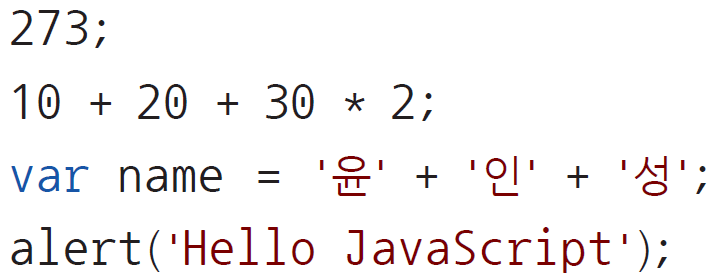 273;
10 + 20 + 30 * 2;
var name = '윤' + '인' + '성';
alert('Hello JavaScript');